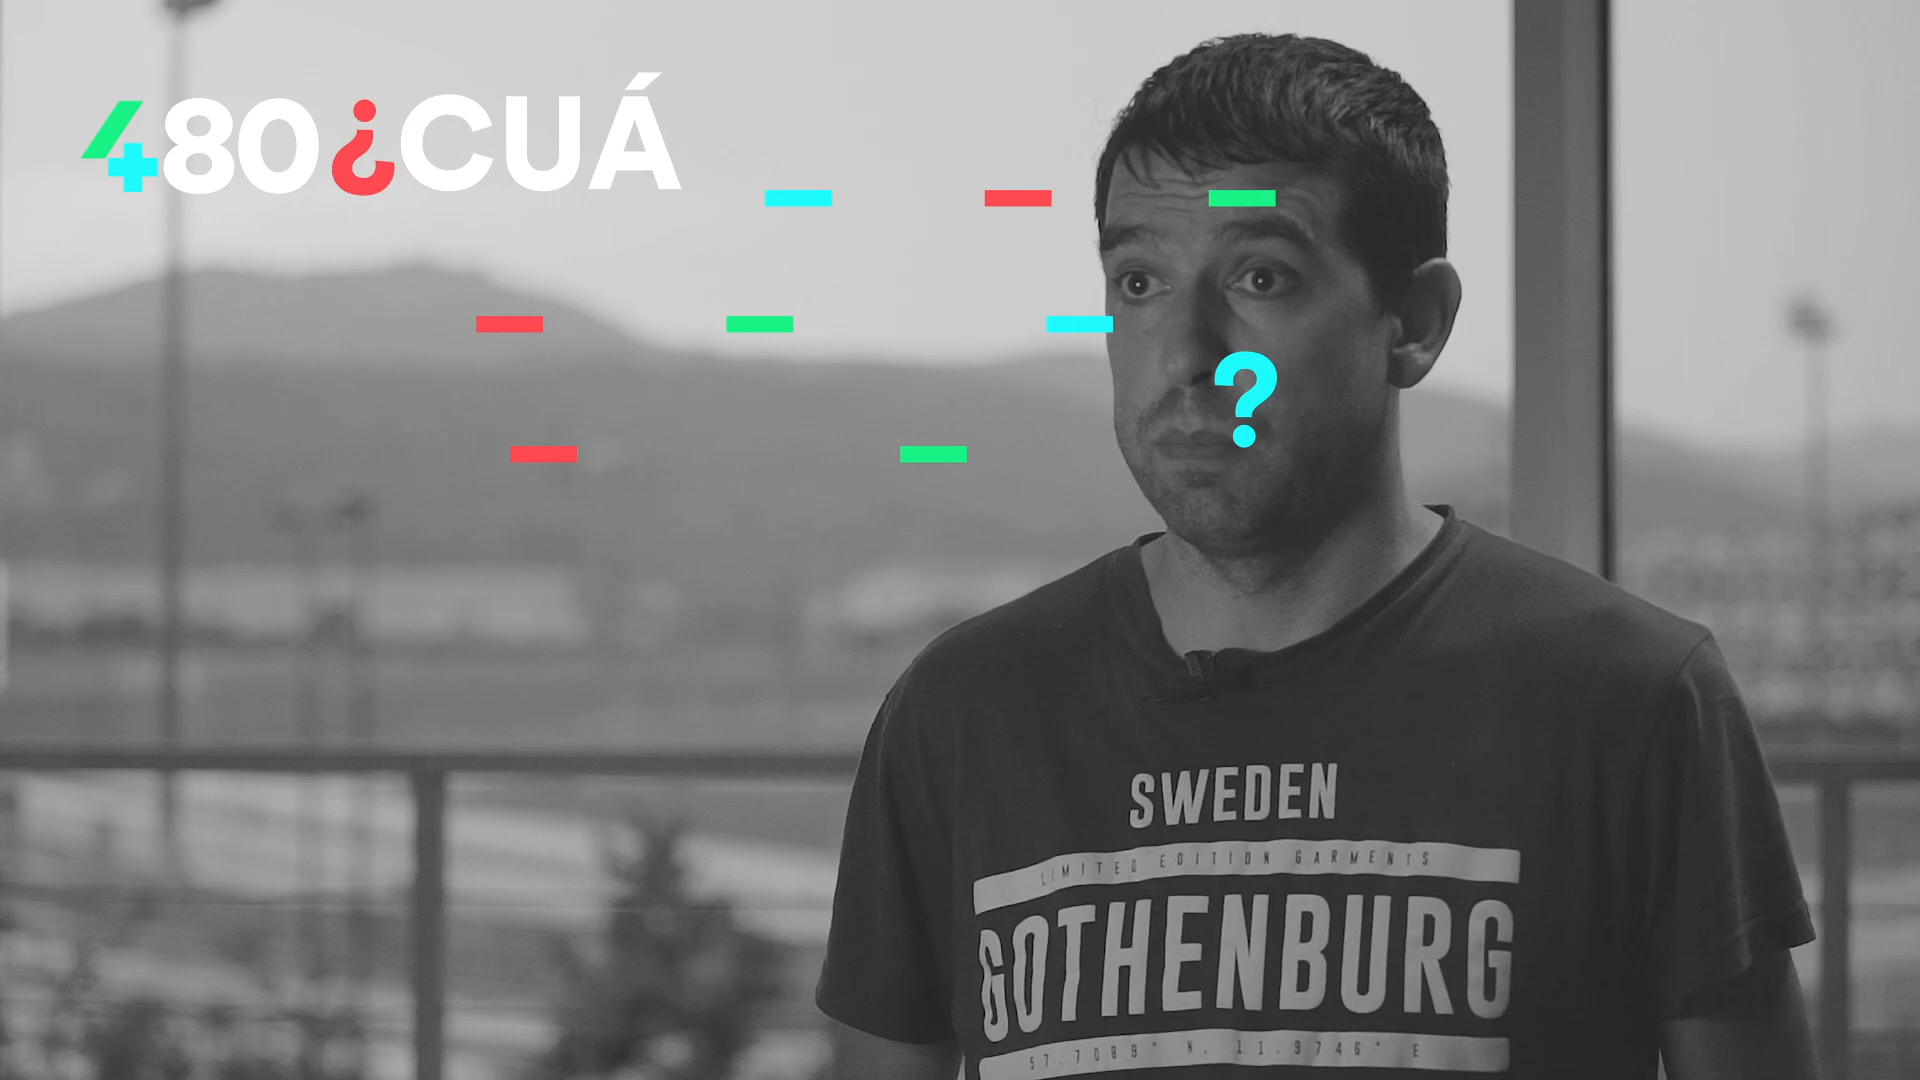 480 ¿CUÁ
?
SWEDEN
LIMITED EDITION GARMENTS
GOTHENBURG
57.7089° N, 11.9746° E